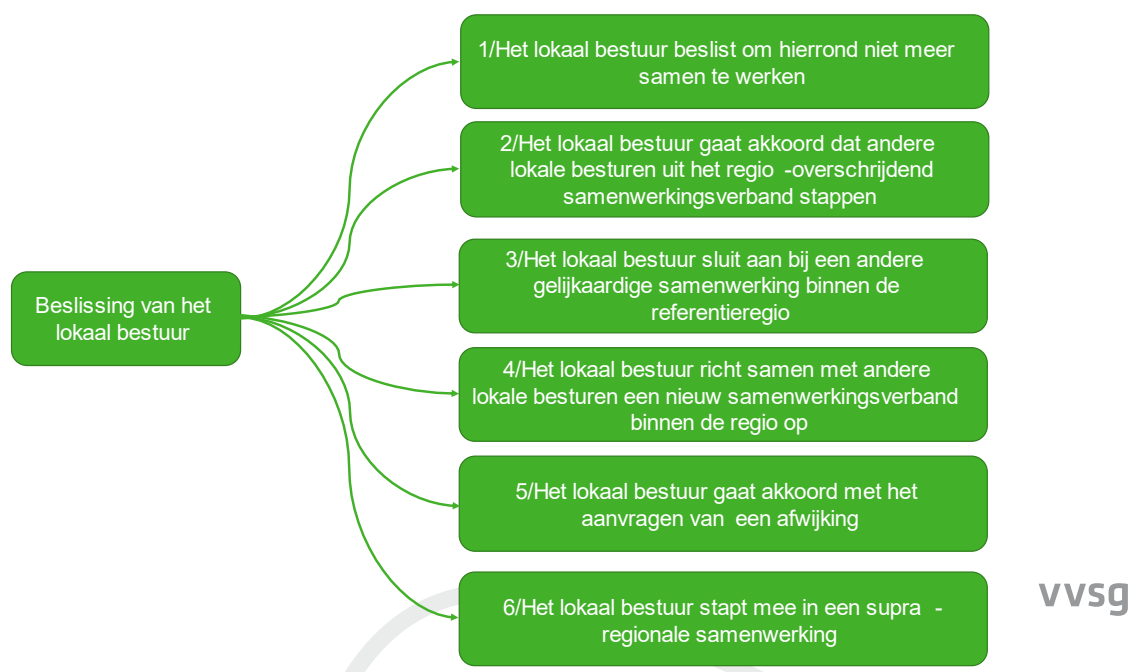 1/Het lokaal bestuur beslist om hierrond niet meer
samen te werken
2/Het lokaal bestuur gaat akkoord dat andere
lokale besturen uit het regio -overschrijdend
samenwerkingsverband stappen
3/Het lokaal bestuur sluit aan bij een andere
gelijkaardige samenwerking binnen de
referentieregio
Beslissing van het
lokaal bestuur
4/Het lokaal bestuur richt samen met andere
lokale besturen een nieuw samenwerkingsverband
binnen de regio op
5/Het lokaal bestuur gaat akkoord met het
aanvragen van een afwijking
6/Het lokaal bestuur stapt mee in een supra -
regionale samenwerking
vvsg